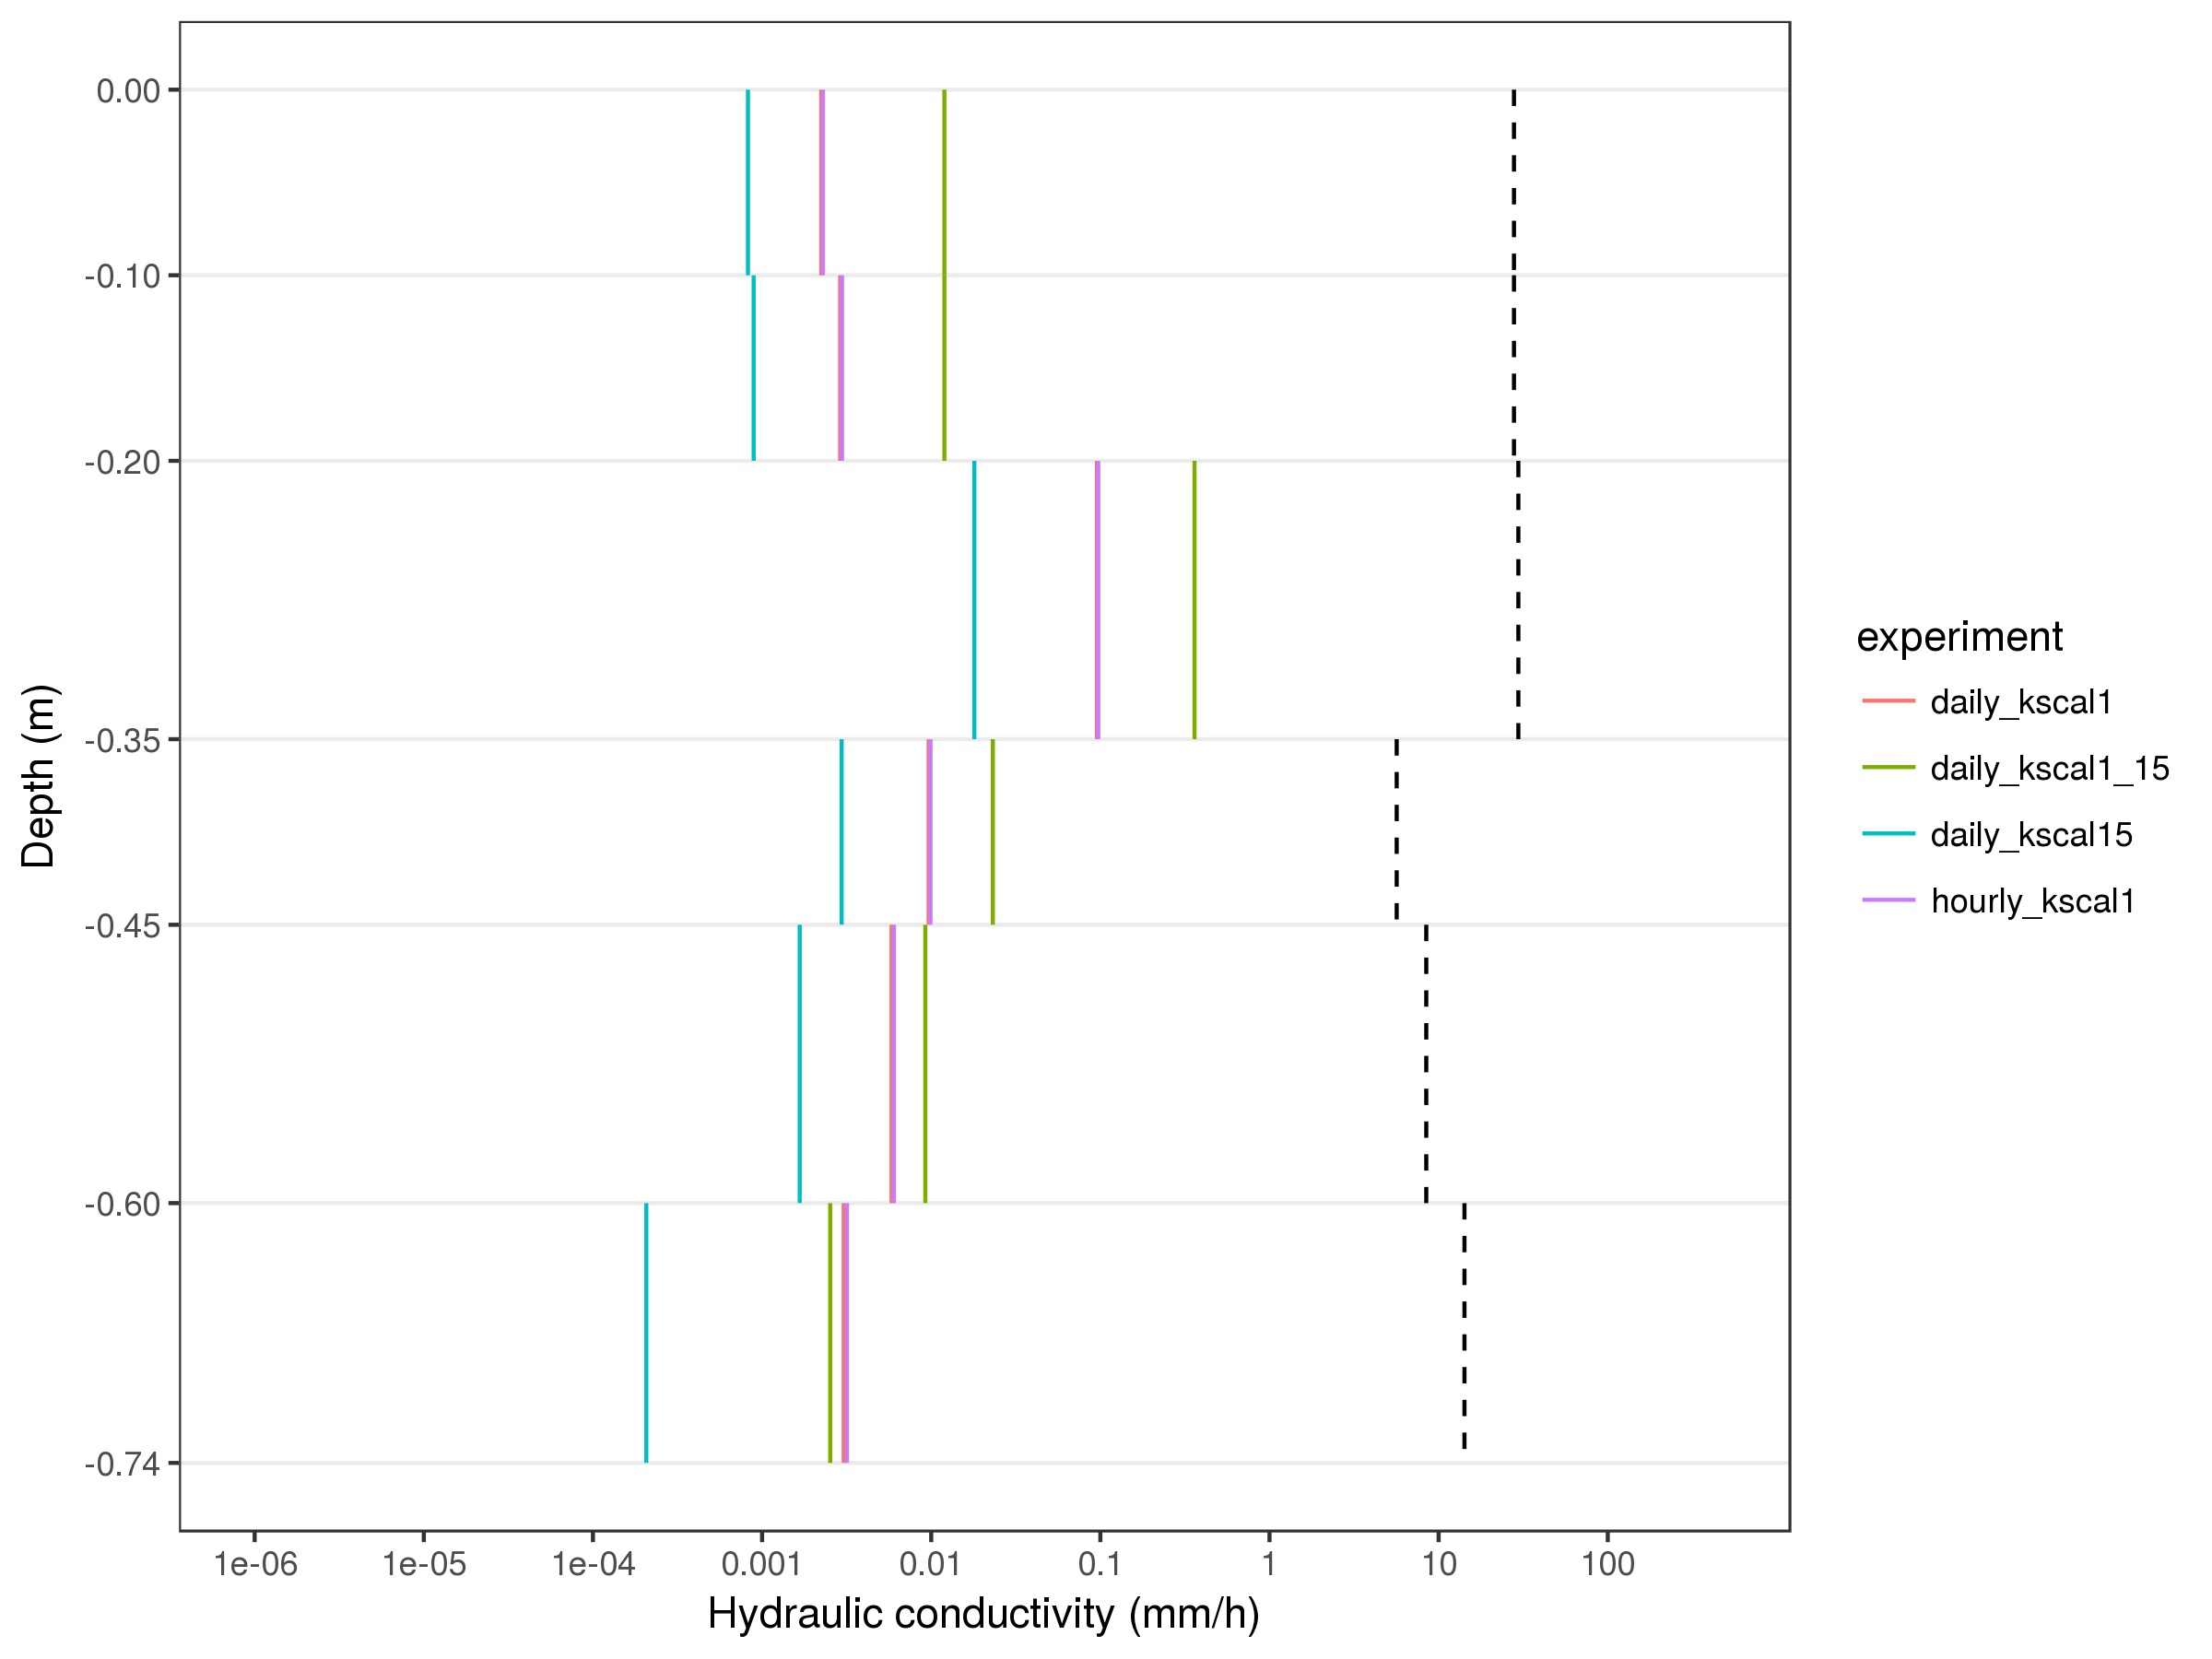 0.00
-0.10
-0.20
-0.35
-0.45
-0.60
-0.74
Depth (m)
1e-06 1e-05 1e-04 0.001 0.01 0.1 1 10 100
Hydraulic conductivity (mm/h)
experiment
daily_kscal1
daily_kscal1_15
daily_kscal15
hourly_kscal1